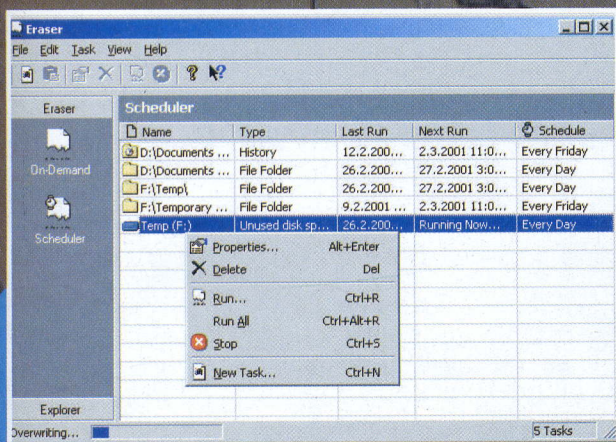 Eraser
File Edit Task View Help
Eraser
On-Demand
Scheduler
Explorer
Scheduler
Name Type Last Run Next Run Schedule
D:\Documents ... History 12.2.200... 2.3.2001 11:0... Every Friday
D:\Documents ... File Folder 26.2.200... 27.2.2001 3:0... Every Day
F:\Temp\ File Folder 26.2.200... 27.2.2001 3:0... Every Day
F:\Temporary ... File Folder 9.2.2001 ... 2.3.2001 11:0... Every Friday
Temp (F:) Unused disk sp... 26.2.200... Running Now... Every Day
Properties... Alt+Enter
Delete Del
Run... Ctrl+R
Run All Ctrl+Alt+R
Stop Ctrl+S
New Task... Ctrl+N
Overwriting... 5 Tasks